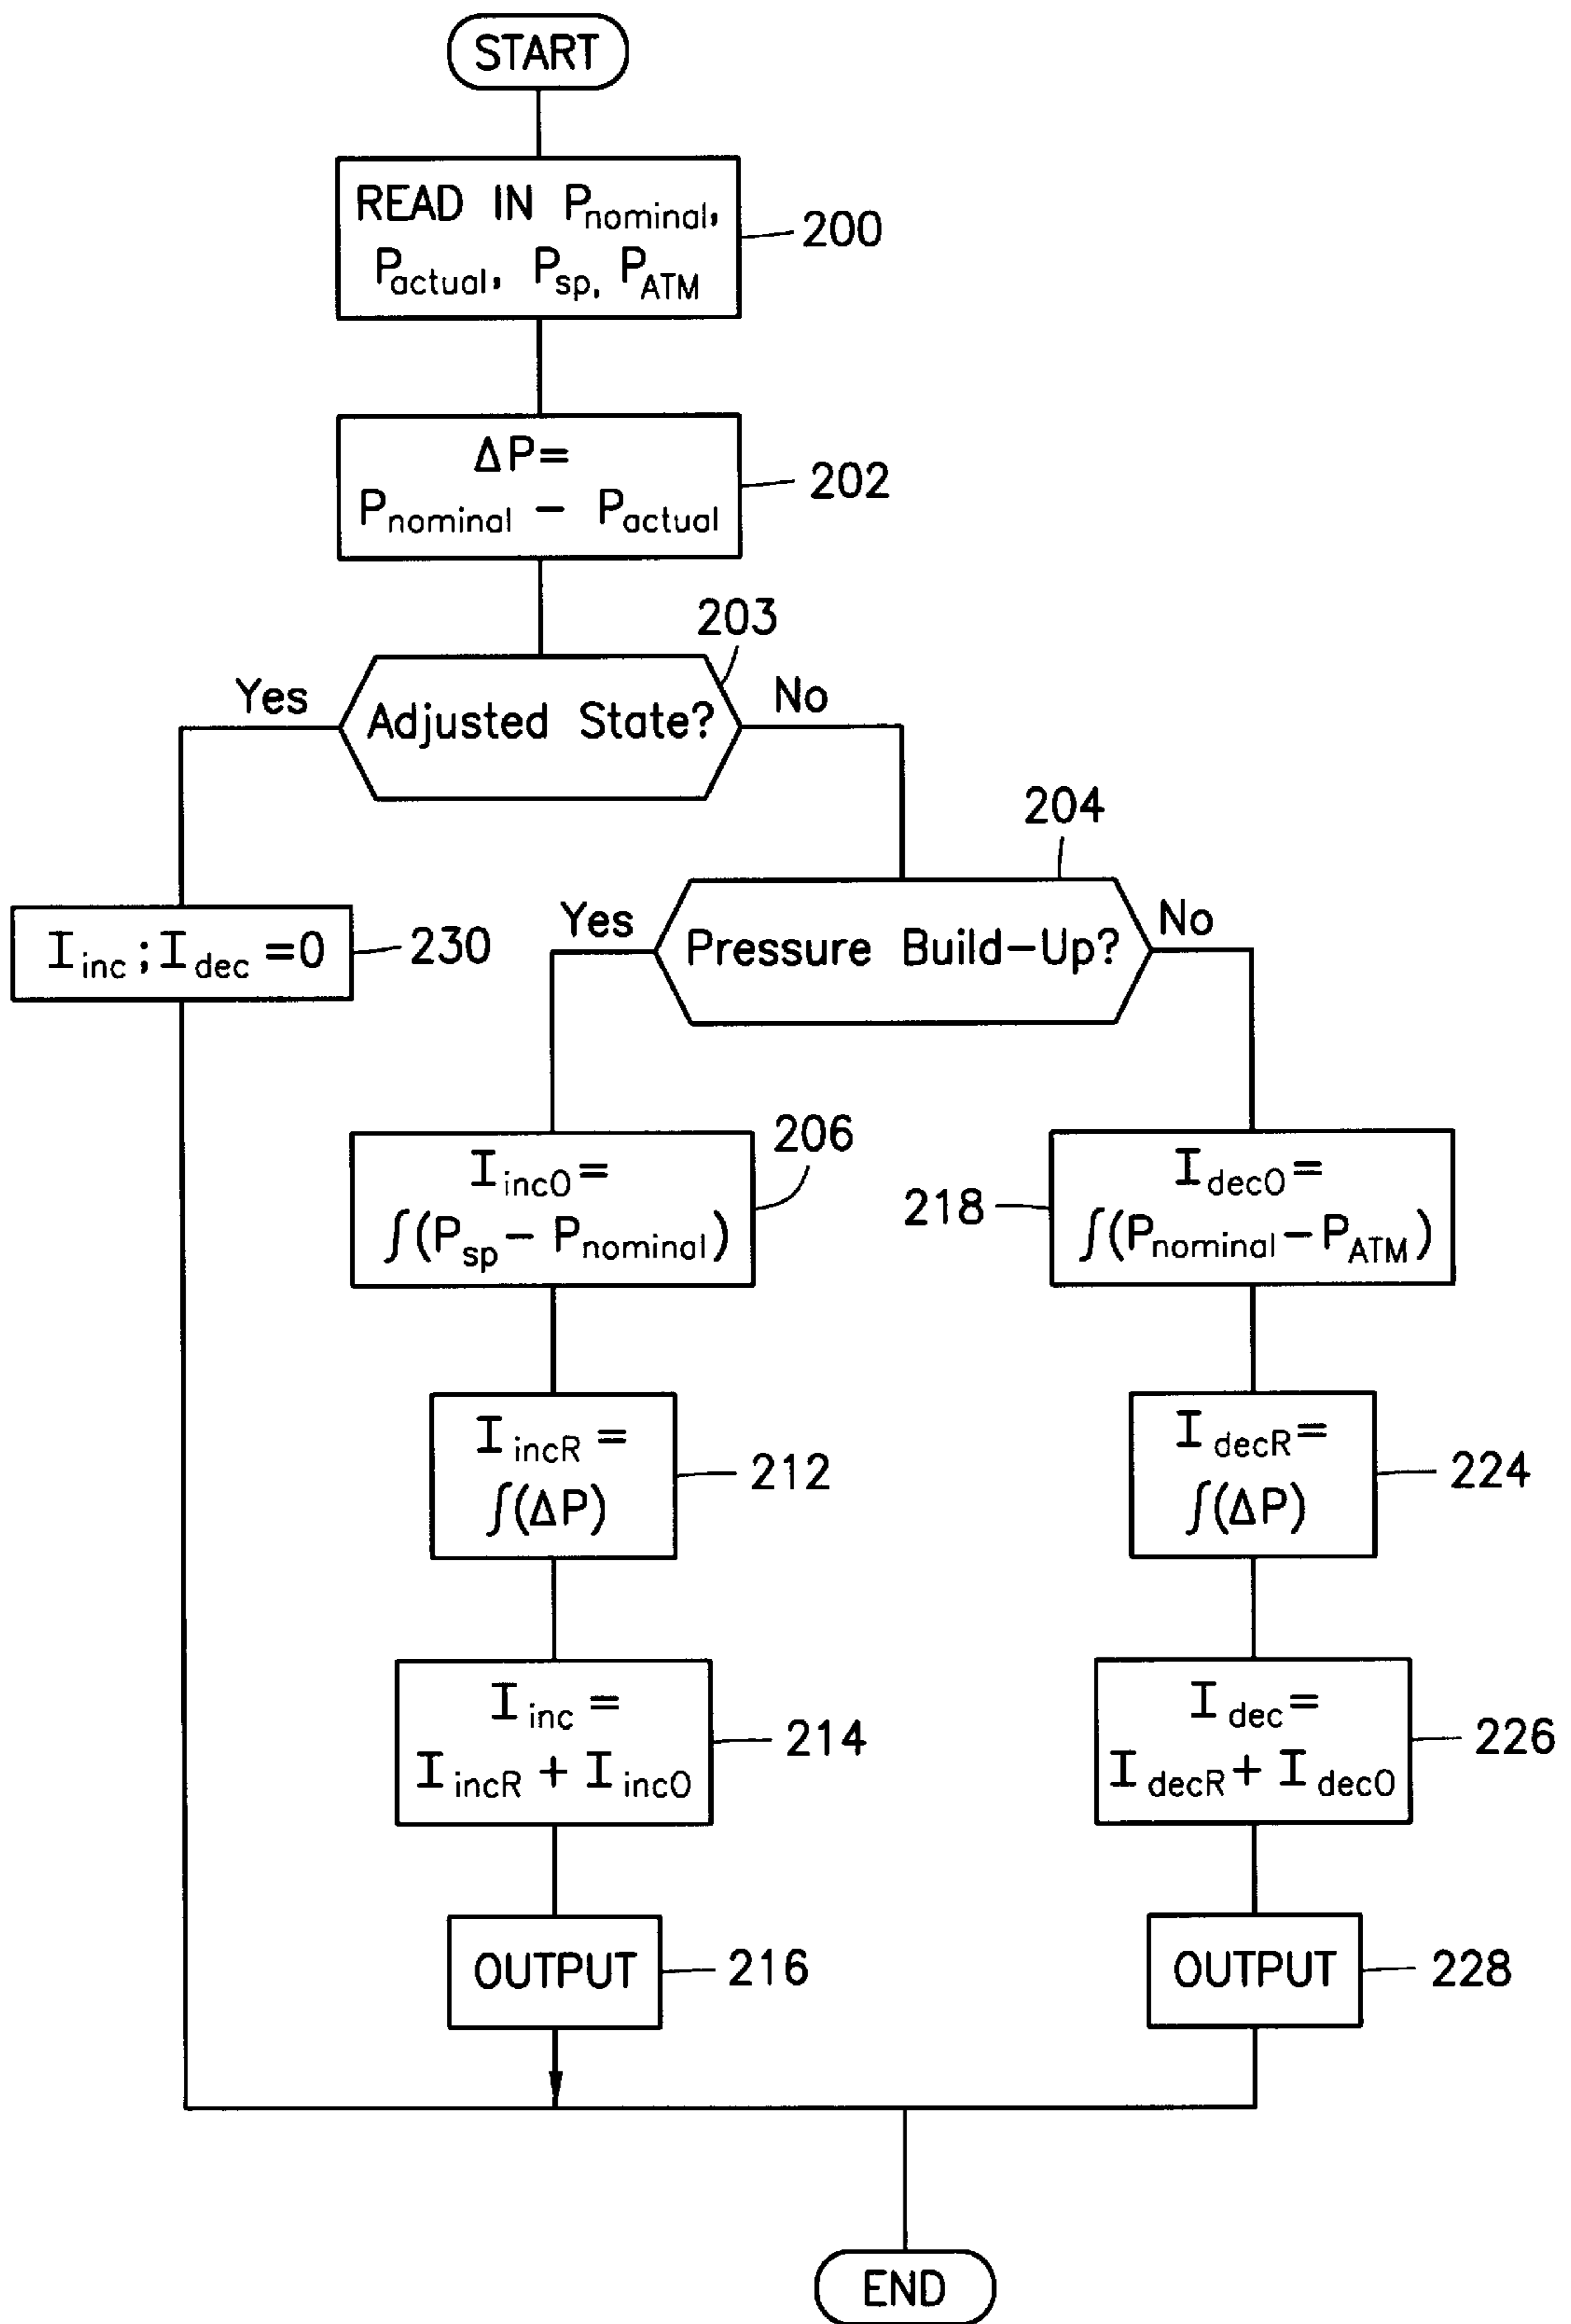 START
READ IN Pnominal,
Pactual, Psp, PATM
200
ΔP=
Pnominal − Pactual
202
203
Yes
Adjusted State?
No
204
Iinc ; Idec =0
230
Yes
Pressure Build-Up?
No
206
IincO =
∫(Psp − Pnominal)
218
IdecO =
∫(Pnominal − PATM)
IincR =
∫(ΔP)
212
IdecR =
∫(ΔP)
224
Iinc =
IincR + IincO
214
Idec =
IdecR + IdecO
226
OUTPUT
216
OUTPUT
228
END